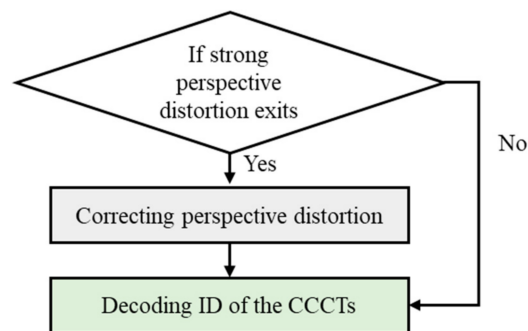 If strong
perspective
distortion exits
No
Yes
Correcting perspective distortion
Decoding ID of the CCCTs